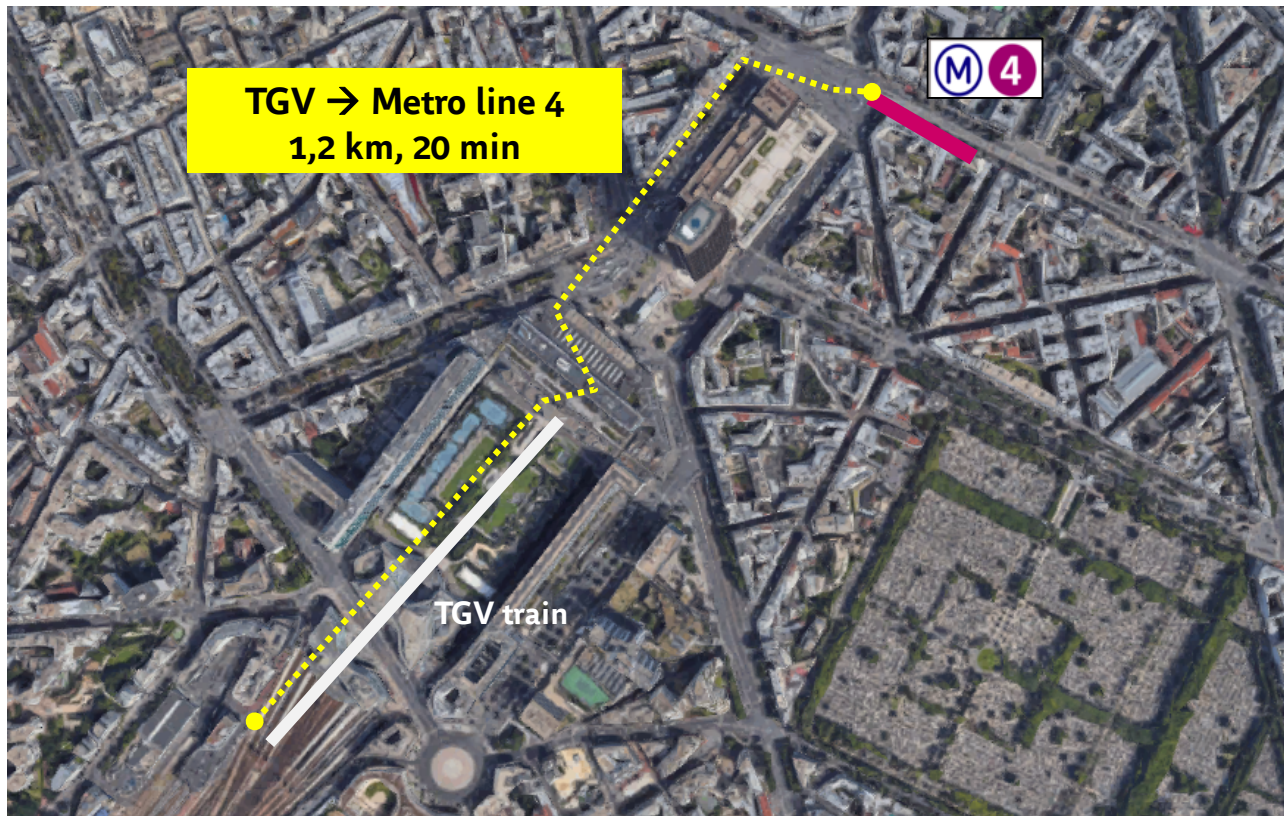 TGV → Metro line 4
1,2 km, 20 min
M 4
TGV train